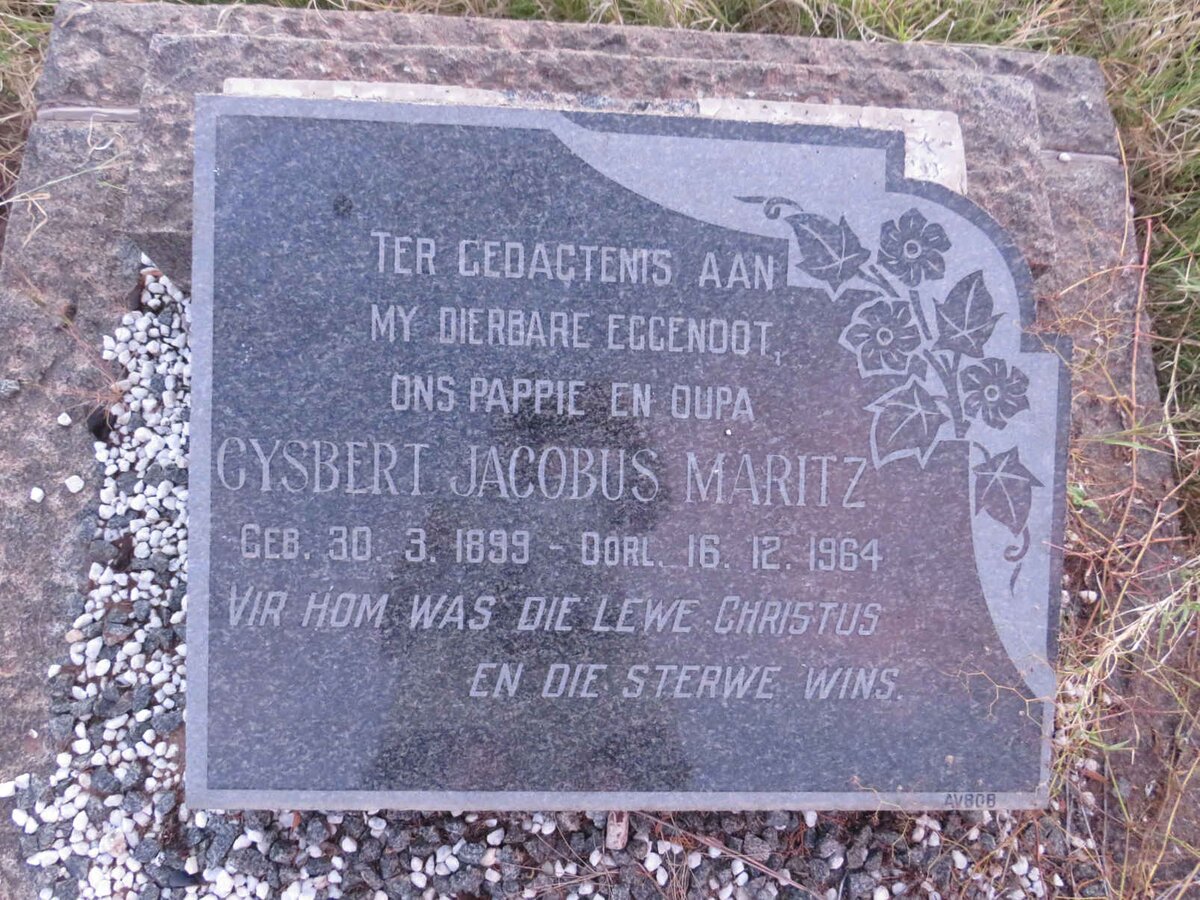 TER GEDAGTENIS AAN
MY DIERBARE EGGENOOT,
ONS PAPPIE EN OUPA
GYSBERT JACOBUS MARITZ
GEB. 30. 3. 1899 - OORL. 16. 12. 1964
VIR HOM WAS DIE LEWE CHRISTUS
EN DIE STERWE WINS.
AVBOB